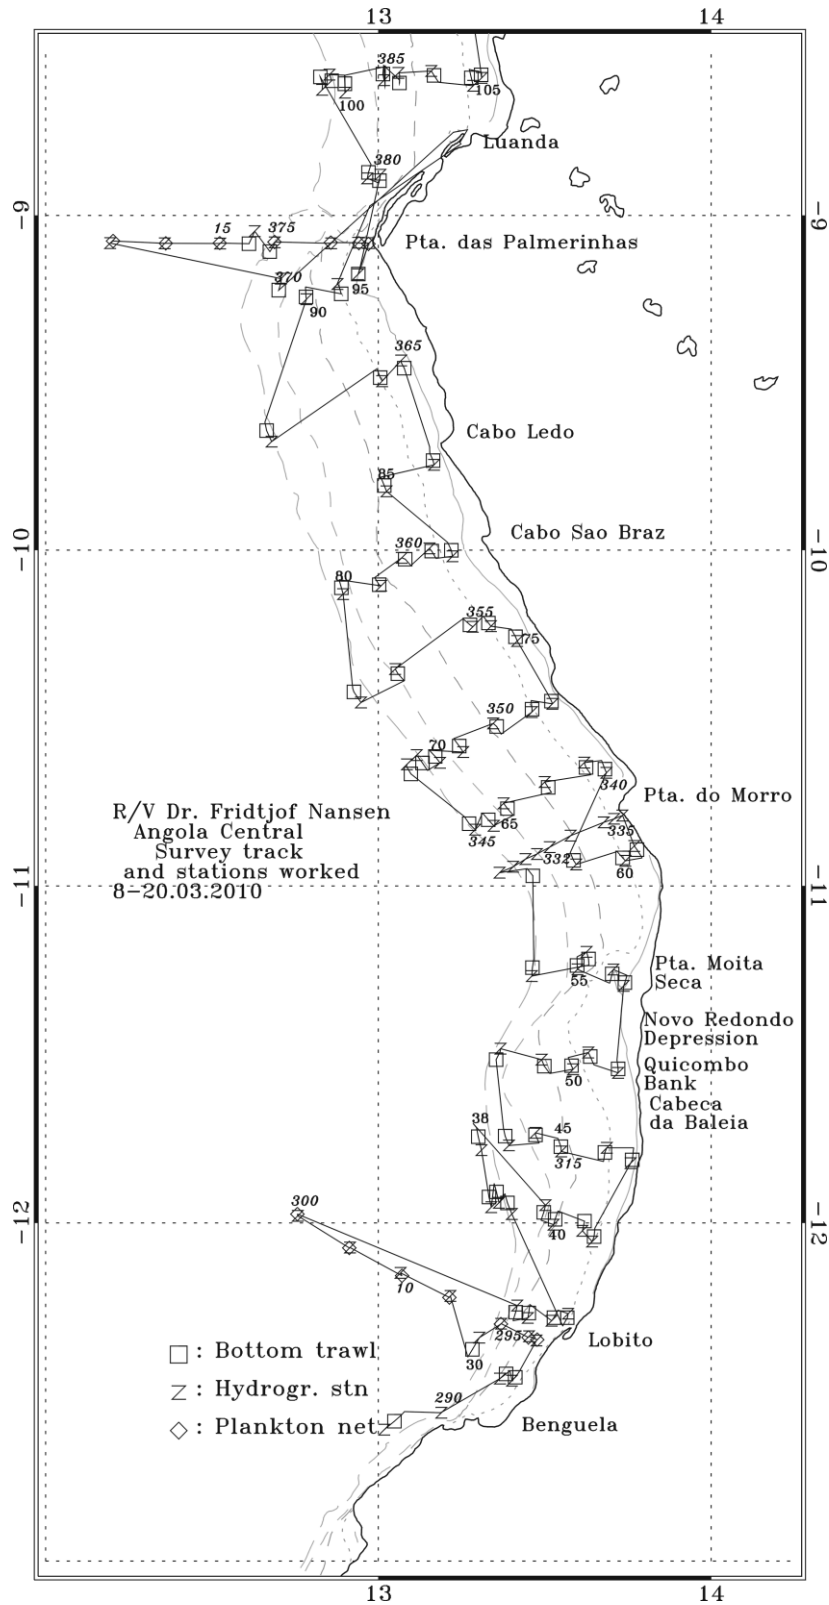 13 14
385
100 105
Luanda
380
-9 -9
15 375
Pta. das Palmerinhas
370 95
90
365
Cabo Ledo
85
Cabo Sao Braz
360
-10 -10
80
355
75
350
70
340
Pta. do Morro
R/V Dr. Fridtjof Nansen
Angola Central
Survey track
and stations worked
8-20.03.2010
65
345 335
332
60
-11 -11
Pta. Moita
Seca
55
Novo Redondo
Depression
Quicombo
Bank
50
Cabeca
da Baleia
38 45
315
300
-12 -12
40
10
295
Lobito
30
□ : Bottom trawl
Z : Hydrogr. stn
◇ : Plankton net
290
Benguela
13 14